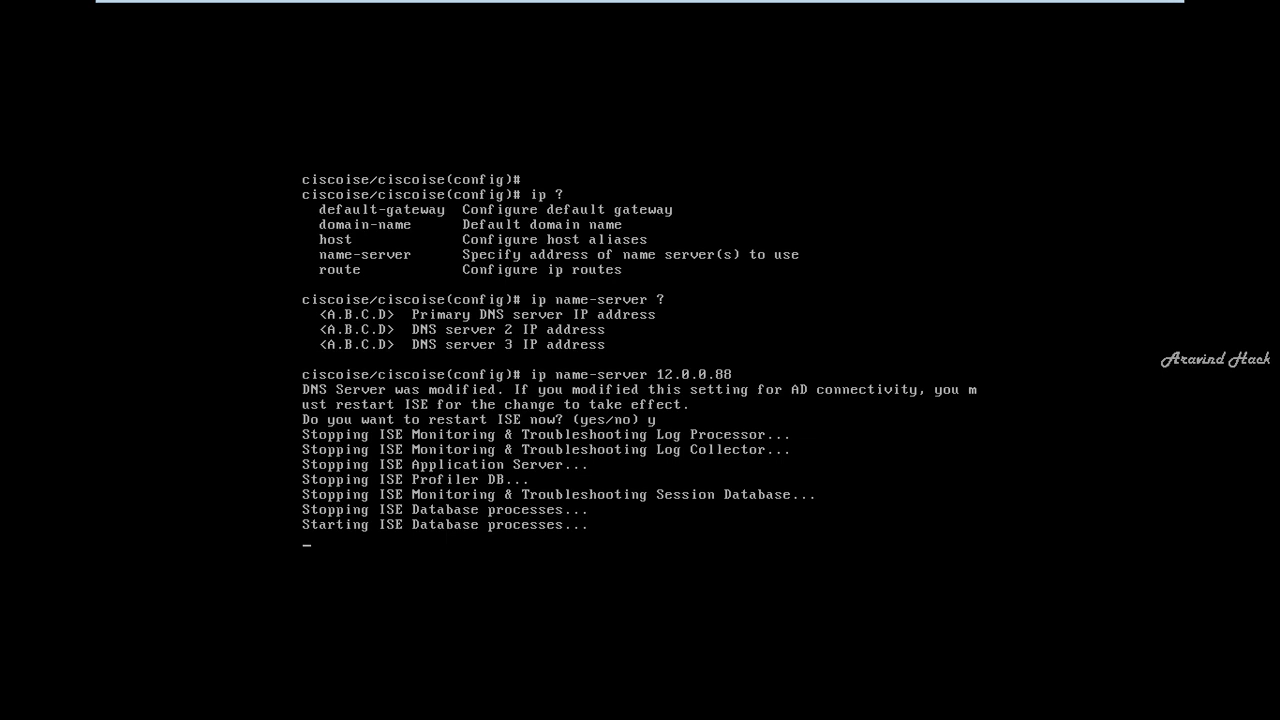 ciscoise/ciscoise(config)#
ciscoise/ciscoise(config)# ip ?
default-gateway  Configure default gateway
domain-name      Default domain name
host             Configure host aliases
name-server      Specify address of name server(s) to use
route            Configure ip routes
ciscoise/ciscoise(config)# ip name-server ?
<A.B.C.D>  Primary DNS server IP address
<A.B.C.D>  DNS server 2 IP address
<A.B.C.D>  DNS server 3 IP address
Aravind Hack
ciscoise/ciscoise(config)# ip name-server 12.0.0.88
DNS Server was modified. If you modified this setting for AD connectivity, you m
ust restart ISE for the change to take effect.
Do you want to restart ISE now? (yes/no) y
Stopping ISE Monitoring & Troubleshooting Log Processor...
Stopping ISE Monitoring & Troubleshooting Log Collector...
Stopping ISE Application Server...
Stopping ISE Profiler DB...
Stopping ISE Monitoring & Troubleshooting Session Database...
Stopping ISE Database processes...
Starting ISE Database processes...